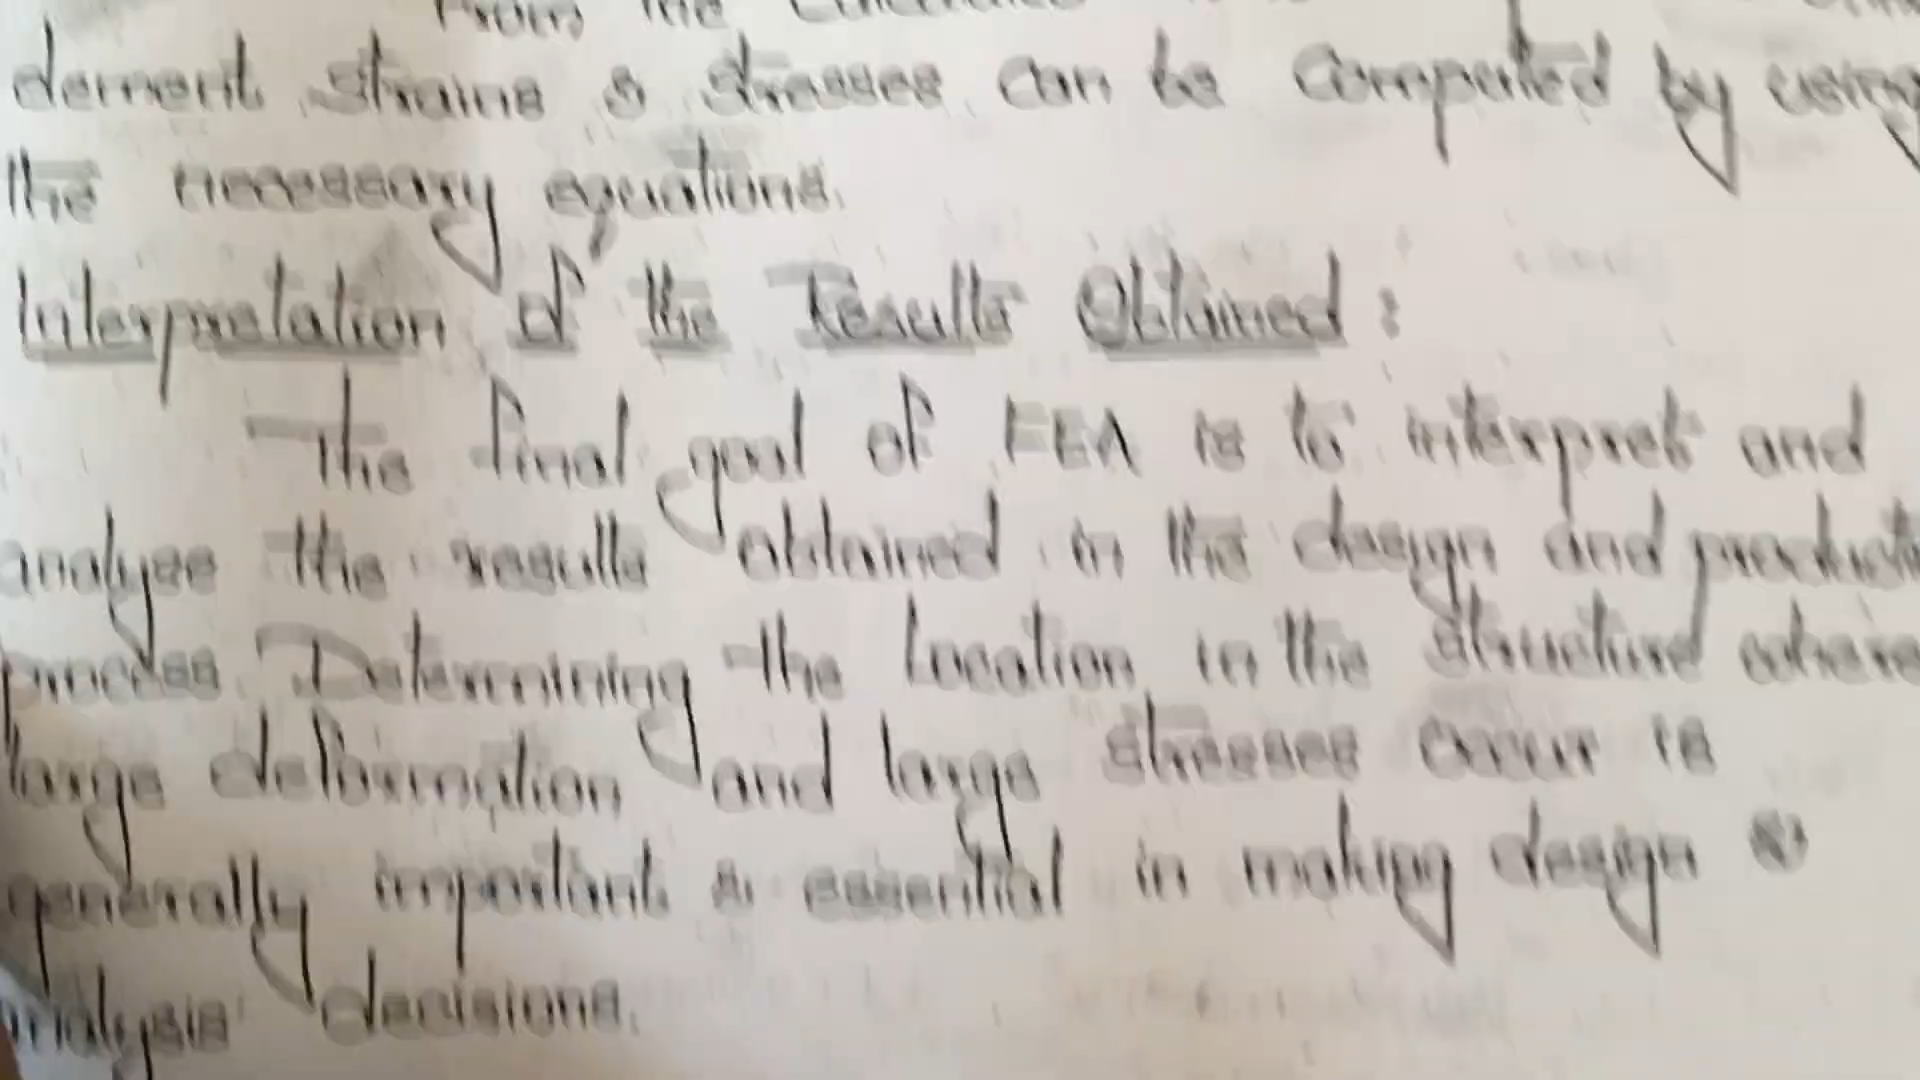 From the
element strains & stresses can be computed by using
the necessary equations.
Interpretation of the Results Obtained :
The final goal of FEA is to interpret and
analyse the results obtained in the design and
process. Determining the location in the structure where
large deformation and large stresses occur is
generally important & essential in making design
analysis decisions.